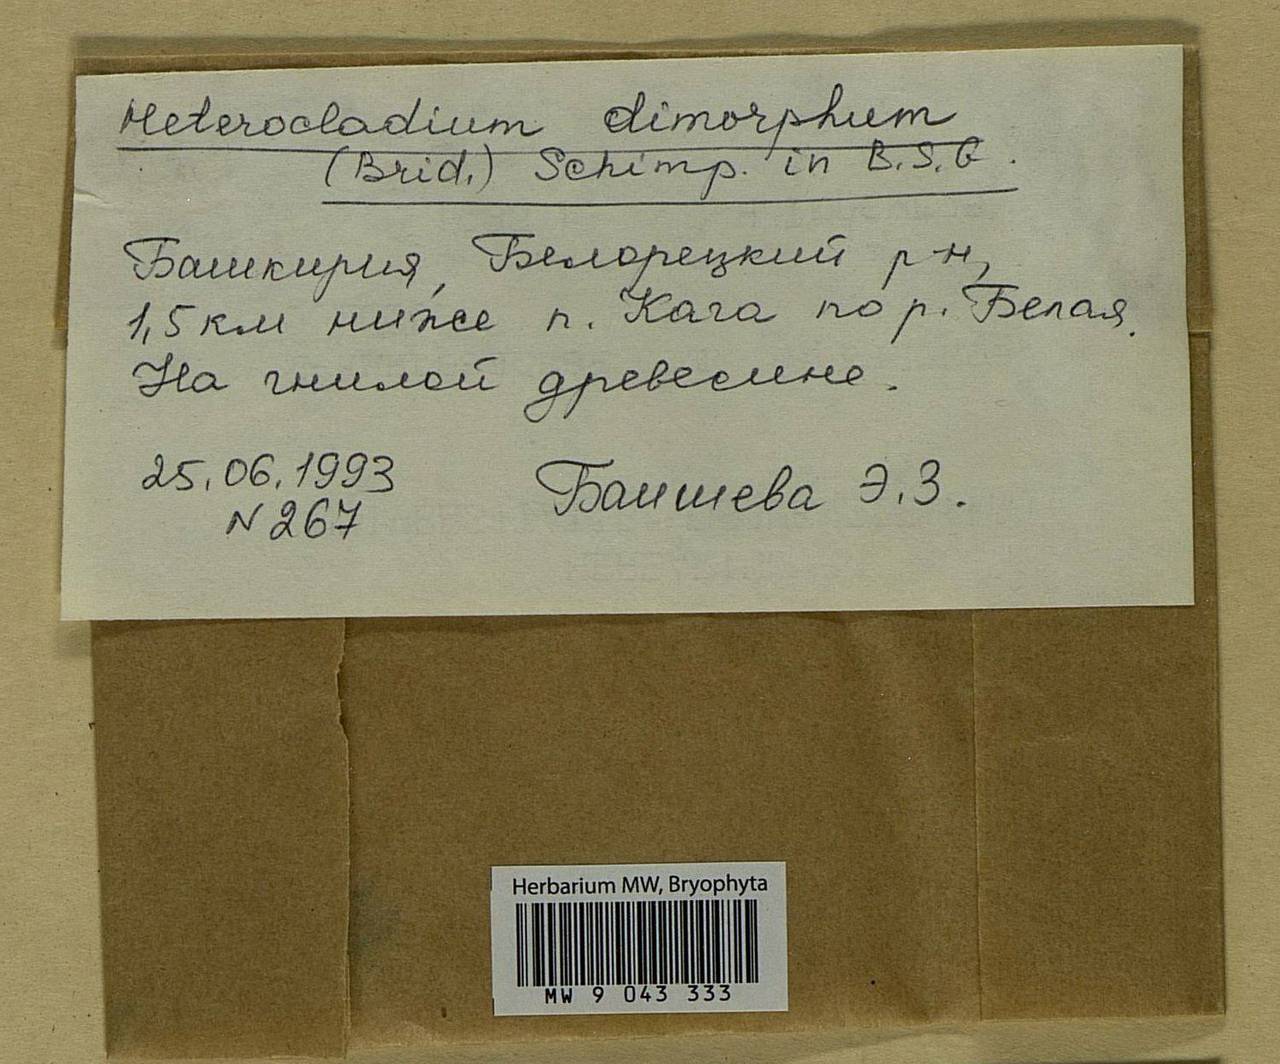 Heterocladium dimorphum
(Brid.) Schimp. in B.S.G.
Башкирия, Белорецкий р-н,
1,5 км ниже п. Кага по р. Белая.
На гнилой древесине.
25.06.1993
N 267
Баишева Э.З.
Herbarium MW, Bryophyta
MW 9 043 333